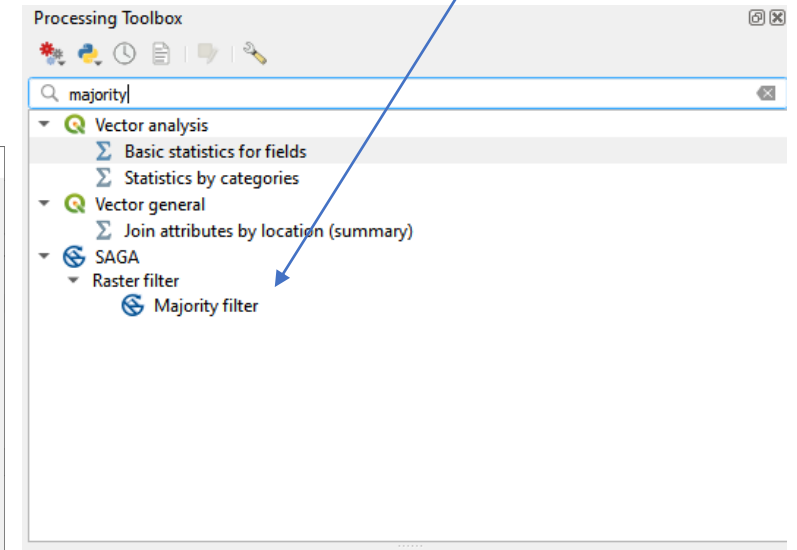 Processing Toolbox
majority
Vector analysis
Basic statistics for fields
Statistics by categories
Vector general
Join attributes by location (summary)
SAGA
Raster filter
Majority filter